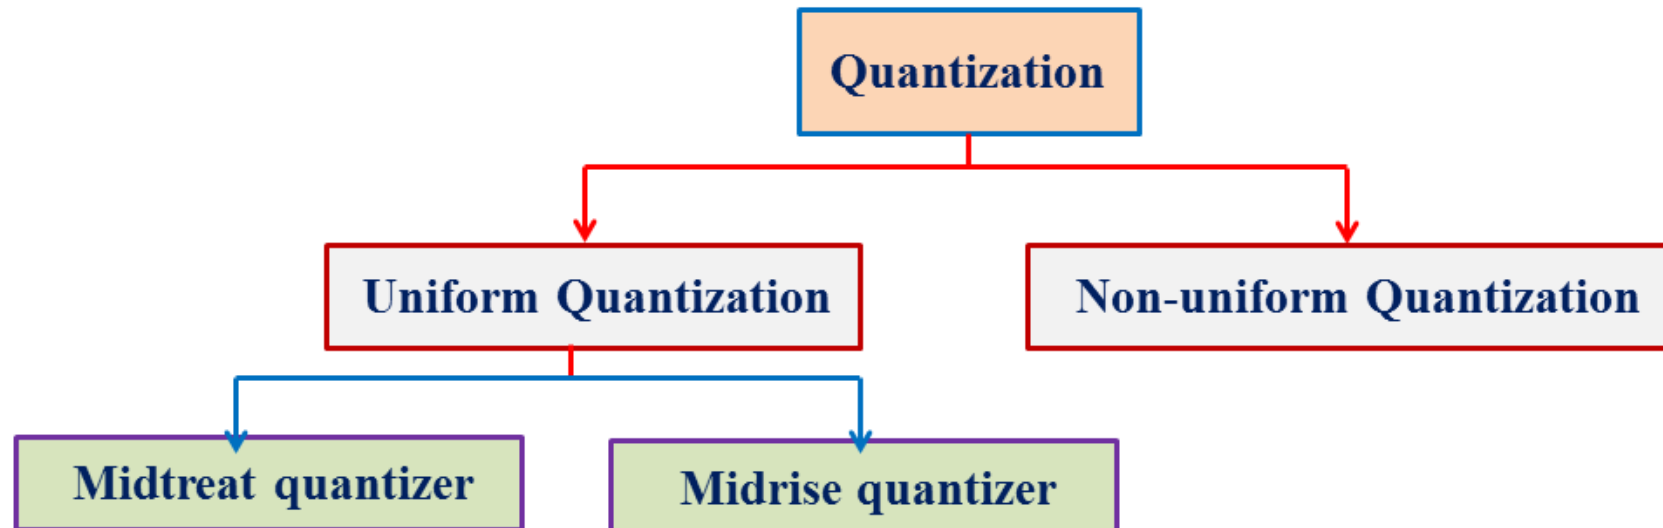 Quantization
Uniform Quantization
Non-uniform Quantization
Midtreat quantizer
Midrise quantizer